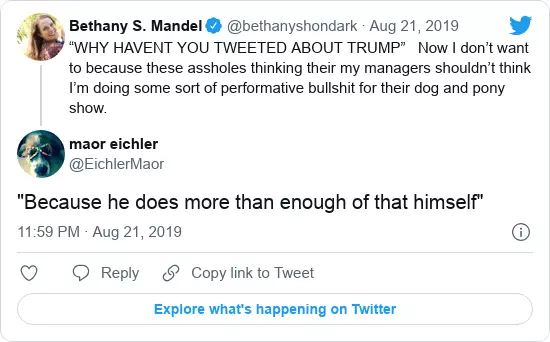 Bethany S. Mandel @bethanyshondark · Aug 21, 2019
“WHY HAVENT YOU TWEETED ABOUT TRUMP” Now I don’t want
to because these assholes thinking their my managers shouldn’t think
I’m doing some sort of performative bullshit for their dog and pony
show.
maor eichler
@EichlerMaor
"Because he does more than enough of that himself"
11:59 PM · Aug 21, 2019
Reply Copy link to Tweet
Explore what's happening on Twitter